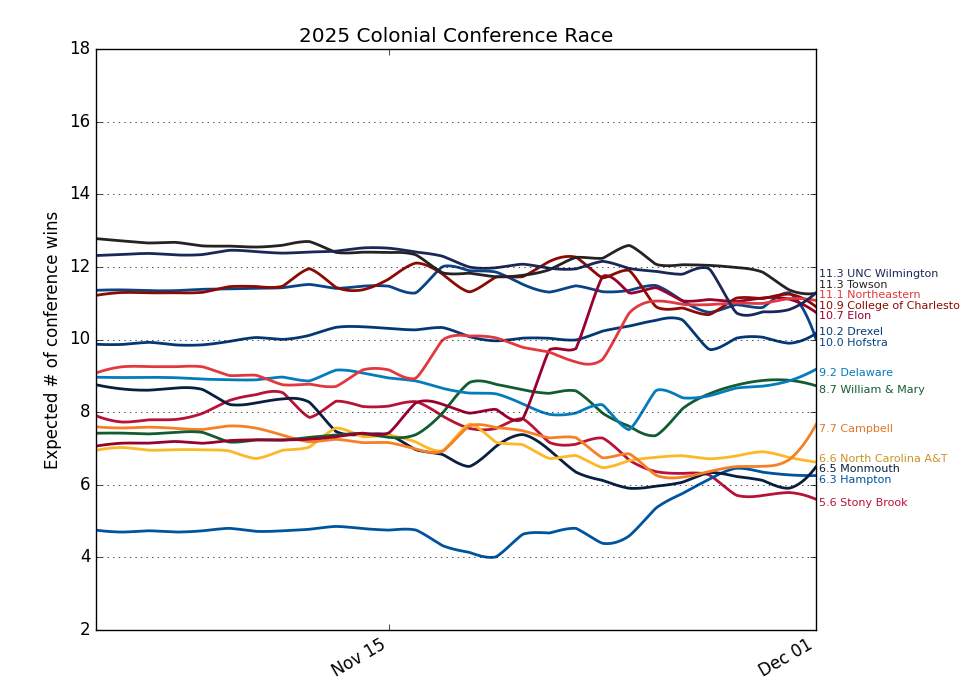 2025 Colonial Conference Race
Expected # of conference wins
18
16
14
12
10
8
6
4
2
Nov 15
Dec 01
11.3 UNC Wilmington
11.3 Towson
11.1 Northeastern
10.9 College of Charlesto
10.7 Elon
10.2 Drexel
10.0 Hofstra
9.2 Delaware
8.7 William & Mary
7.7 Campbell
6.6 North Carolina A&T
6.5 Monmouth
6.3 Hampton
5.6 Stony Brook